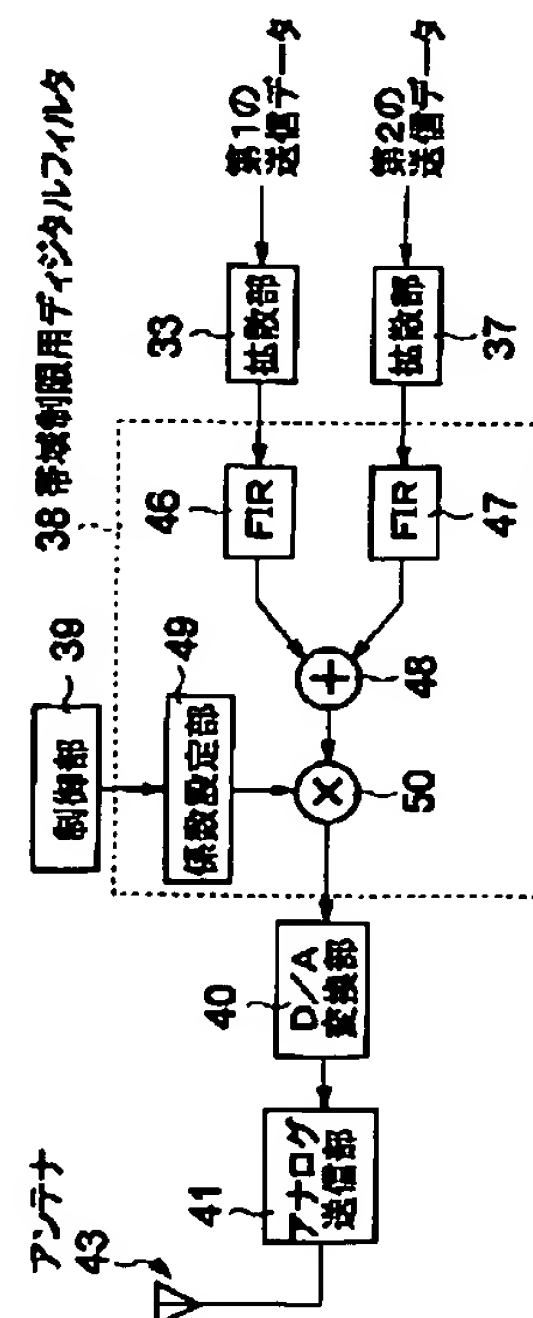 アンテナ
43
41
アナログ
送信部
40
D/A
変換部
制御部
39
係数設定部
49
50
48
38 帯域制限用ディジタルフィルタ
46
FIR
FIR
47
33
拡散部
拡散部
37
第1の
送信データ
第2の
送信データ